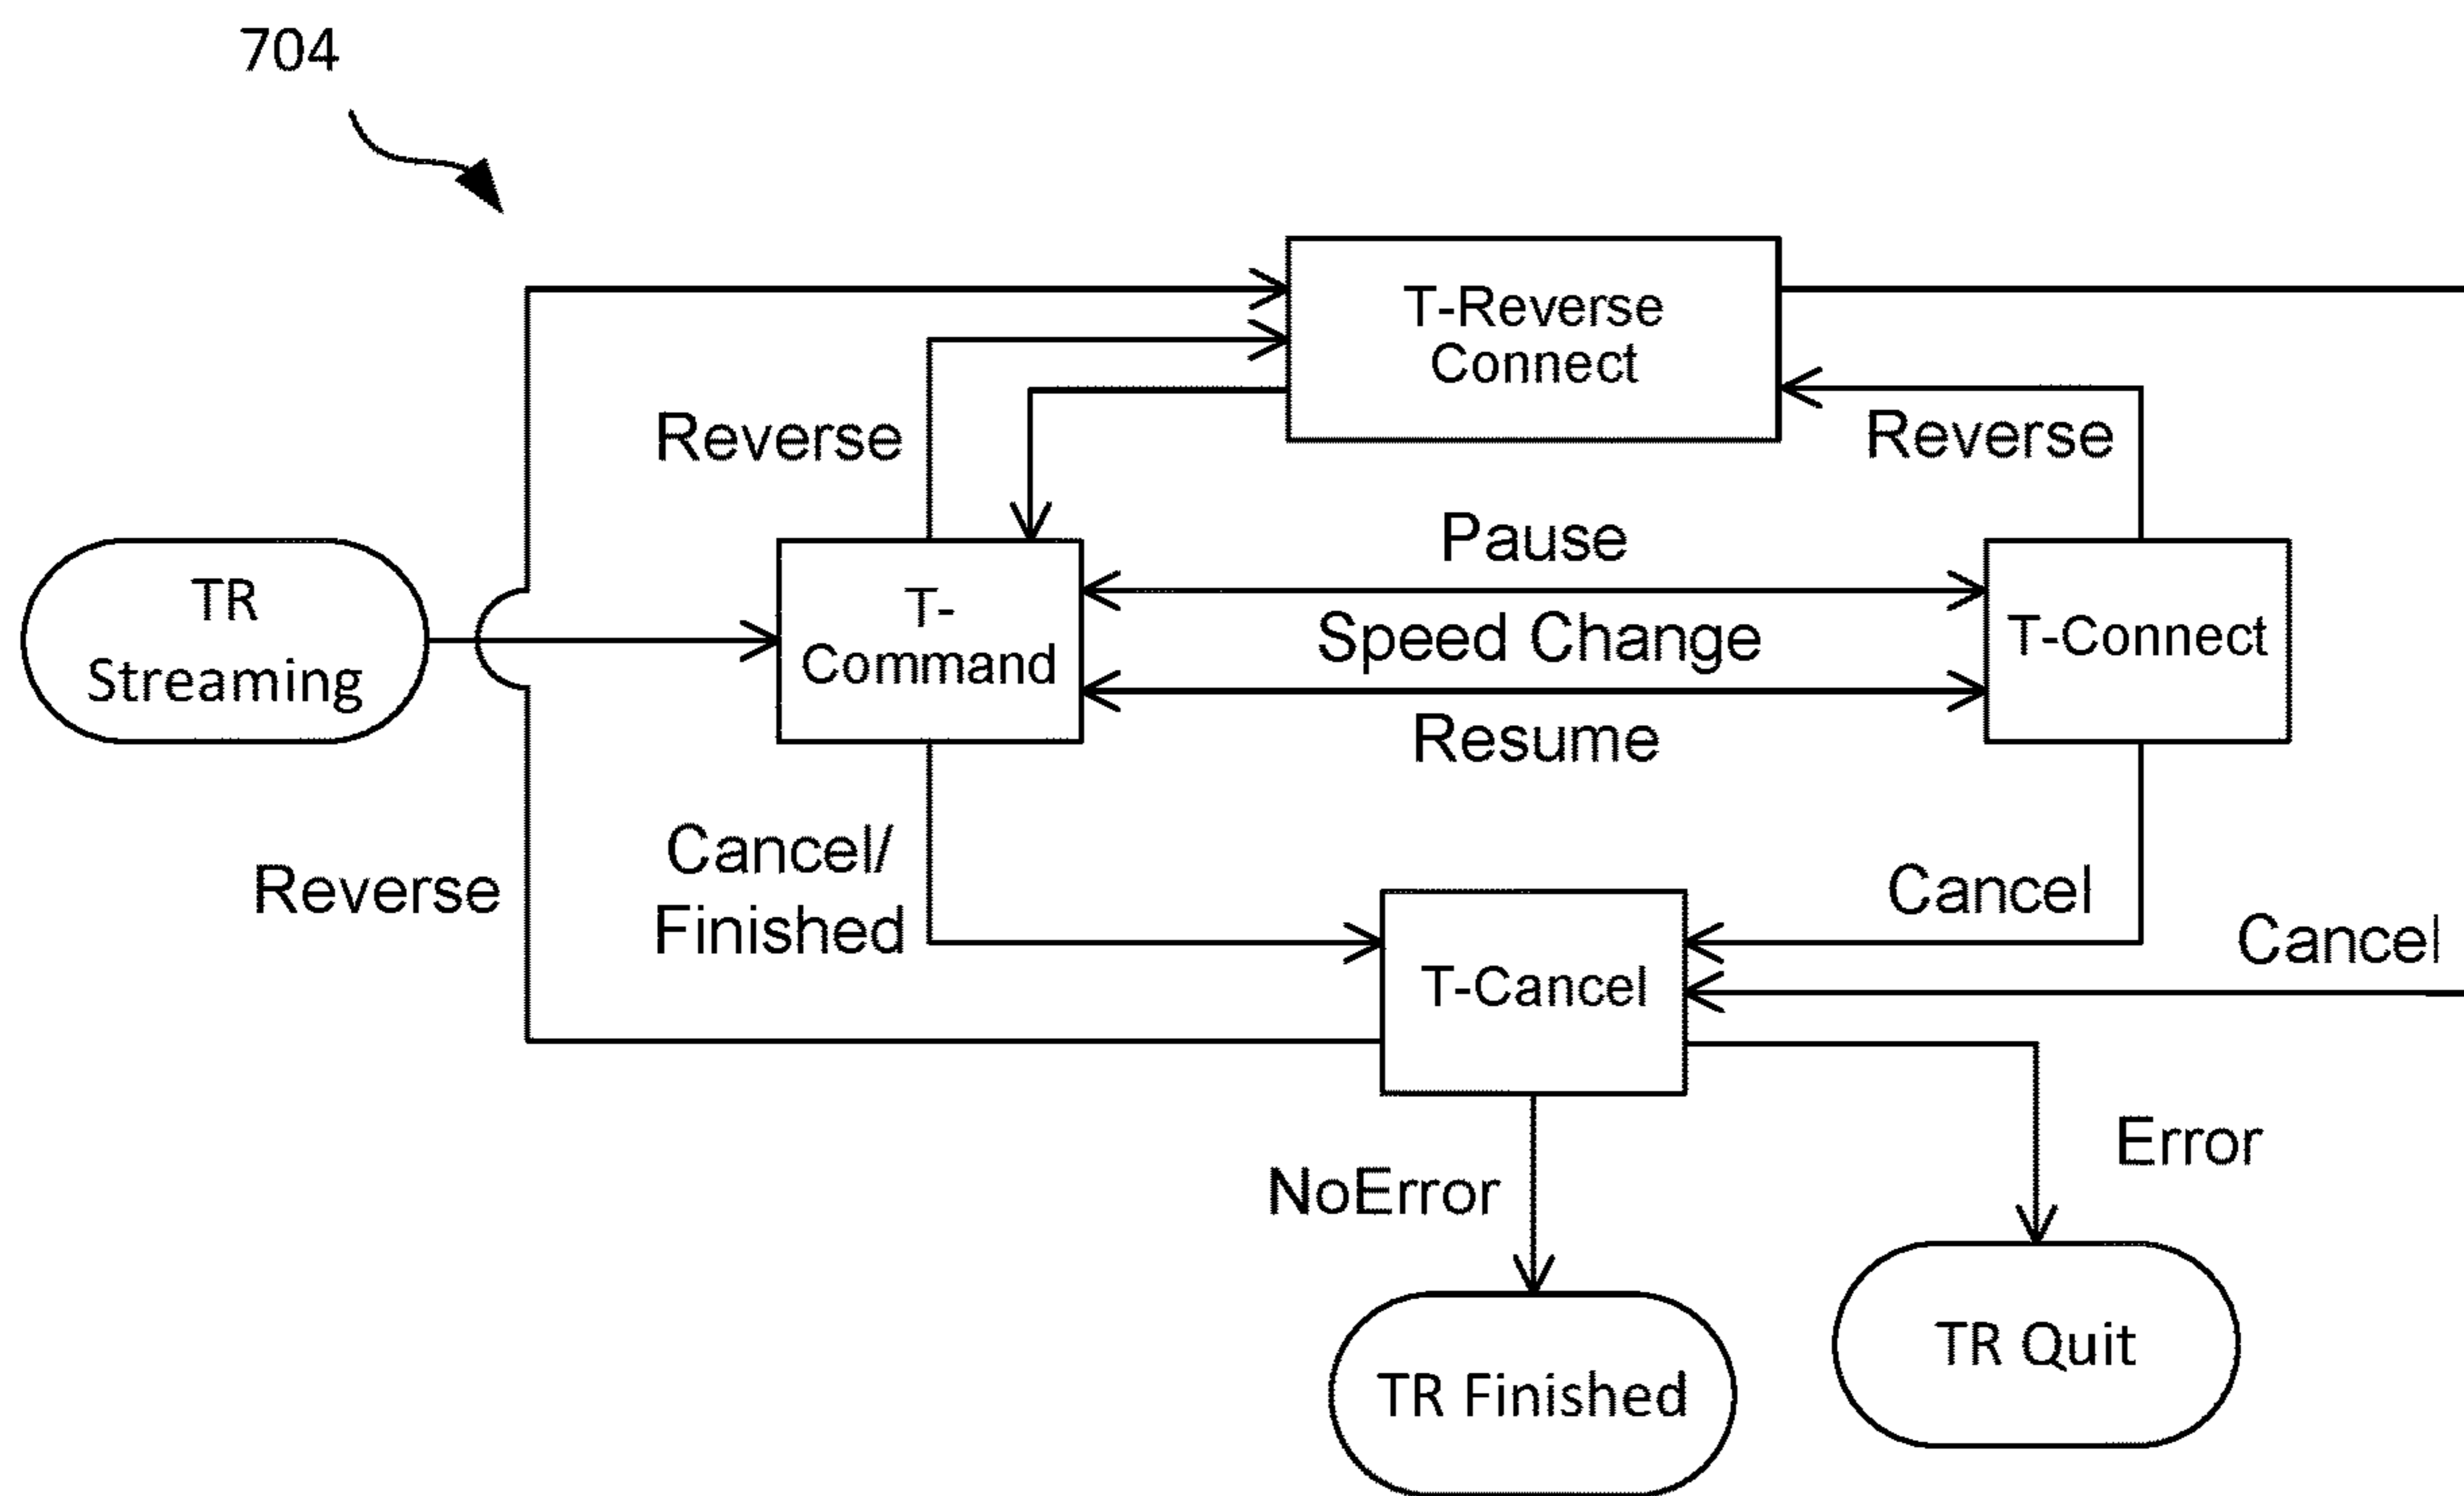 704
T-Reverse
Connect
Reverse
Reverse
Pause
TR
Streaming
T-
Command
Speed Change
T-Connect
Resume
Reverse
Cancel/
Finished
Cancel
Cancel
T-Cancel
Error
NoError
TR Quit
TR Finished